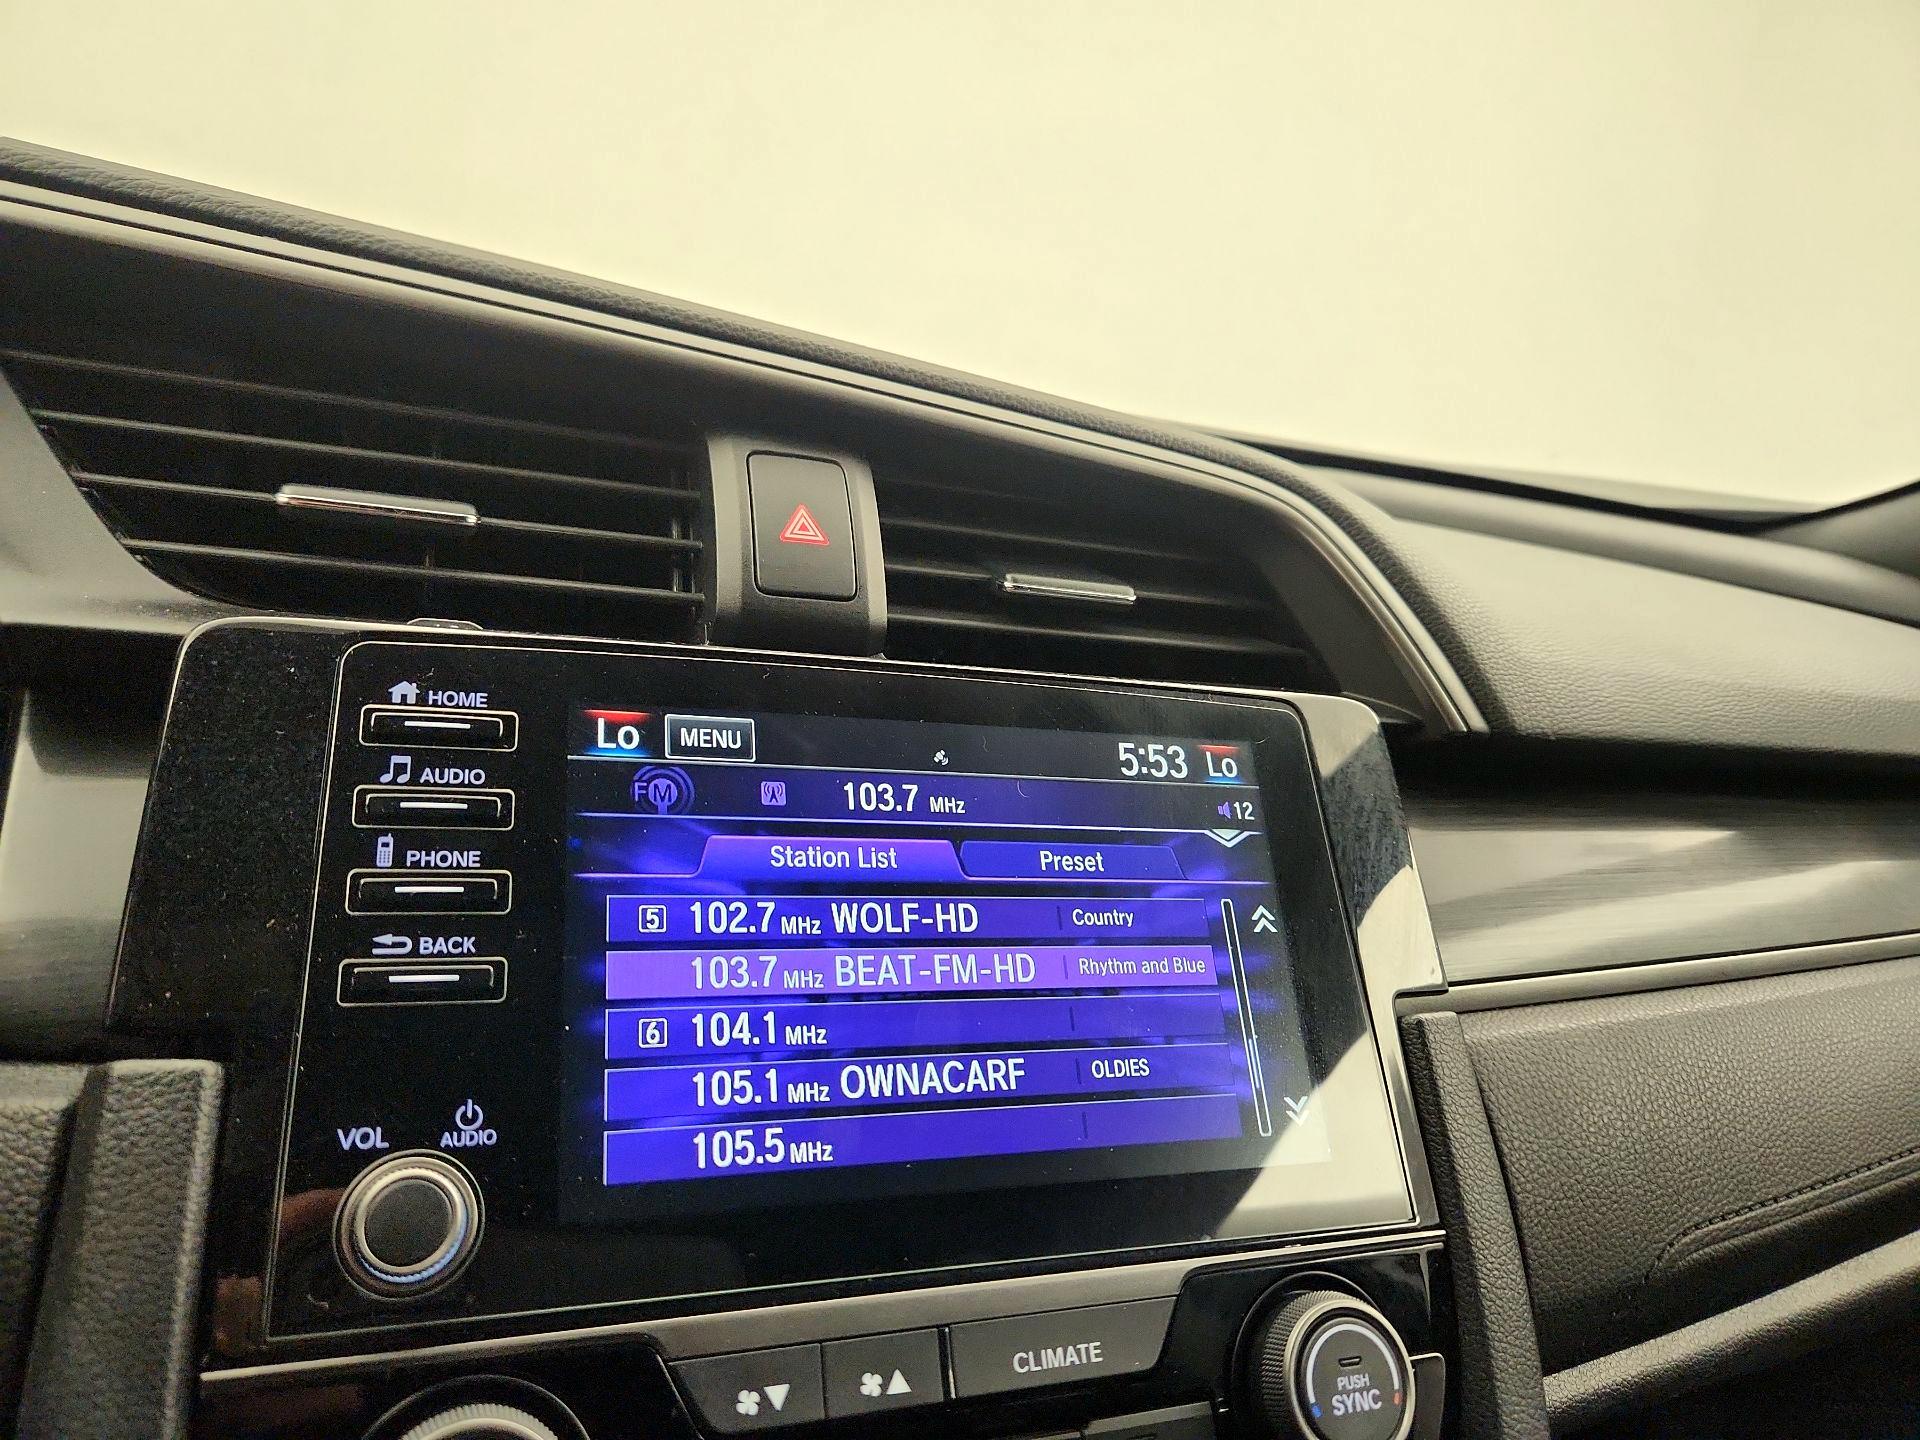 HOME
AUDIO
PHONE
BACK
VOL
AUDIO
Lo MENU 5:53 Lo
FM 103.7 MHz 12
Station List Preset
5 102.7 MHz WOLF-HD Country
103.7 MHz BEAT-FM-HD Rhythm and Blue
6 104.1 MHz
105.1 MHz OWNACARF OLDIES
105.5 MHz
CLIMATE
PUSH
SYNC